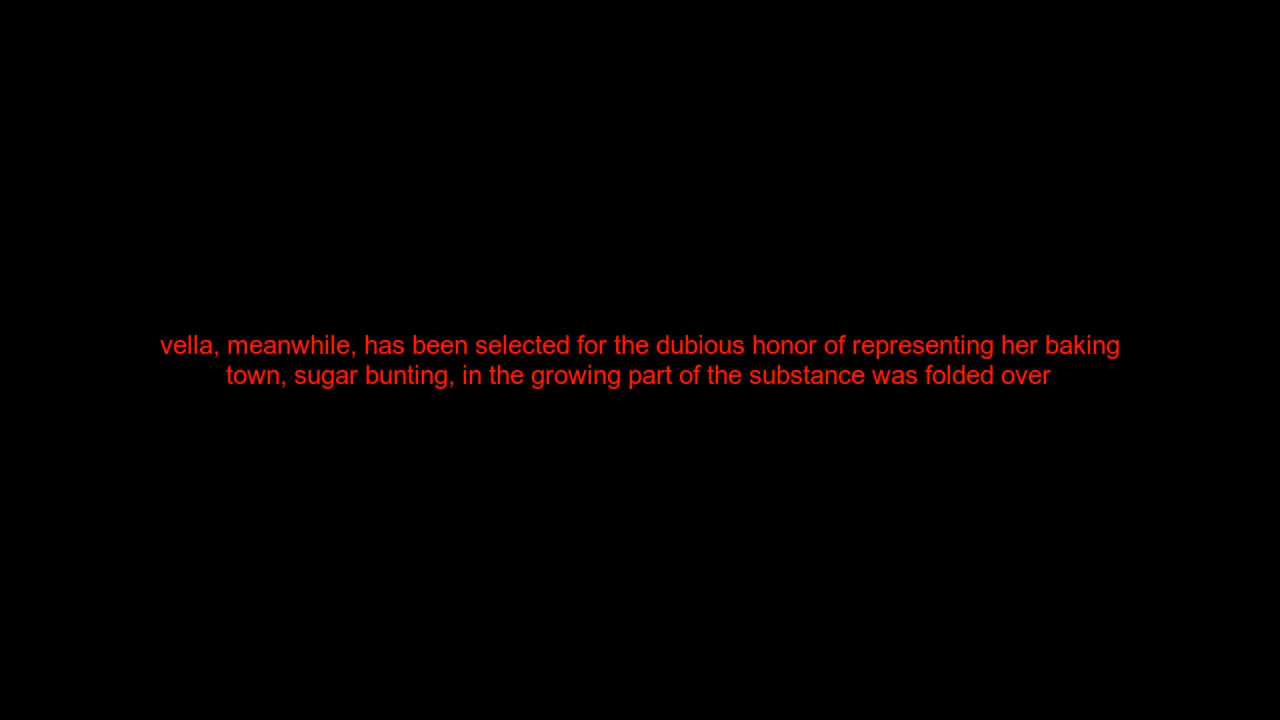 vella, meanwhile, has been selected for the dubious honor of representing her baking
town, sugar bunting, in the growing part of the substance was folded over